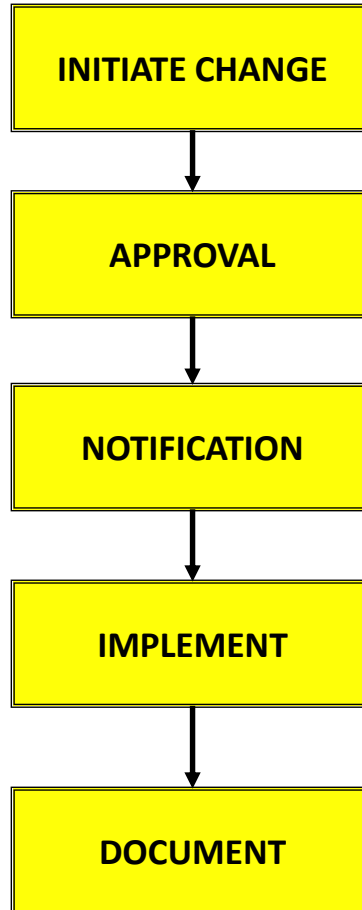 INITIATE CHANGE
APPROVAL
NOTIFICATION
IMPLEMENT
DOCUMENT